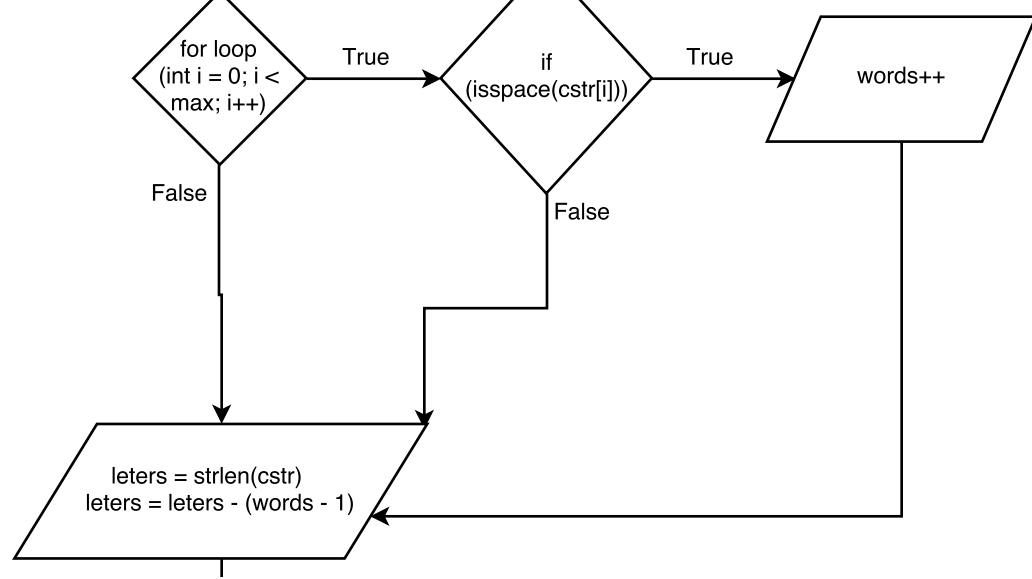 for loop
(int i = 0; i <
max; i++)
True
if
(isspace(cstr[i]))
True
words++
False
False
leters = strlen(cstr)
leters = leters - (words - 1)